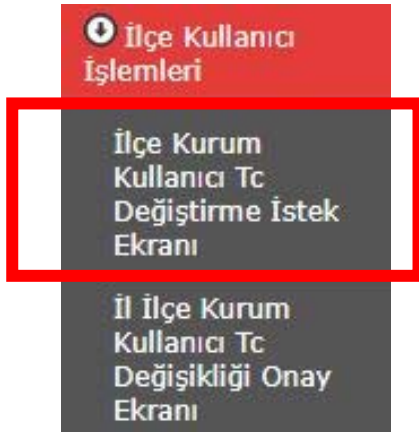 İlçe Kullanıcı
İşlemleri
İlçe Kurum
Kullanıcı Tc
Değiştirme İstek
Ekranı
İl İlçe Kurum
Kullanıcı Tc
Değişikliği Onay
Ekranı